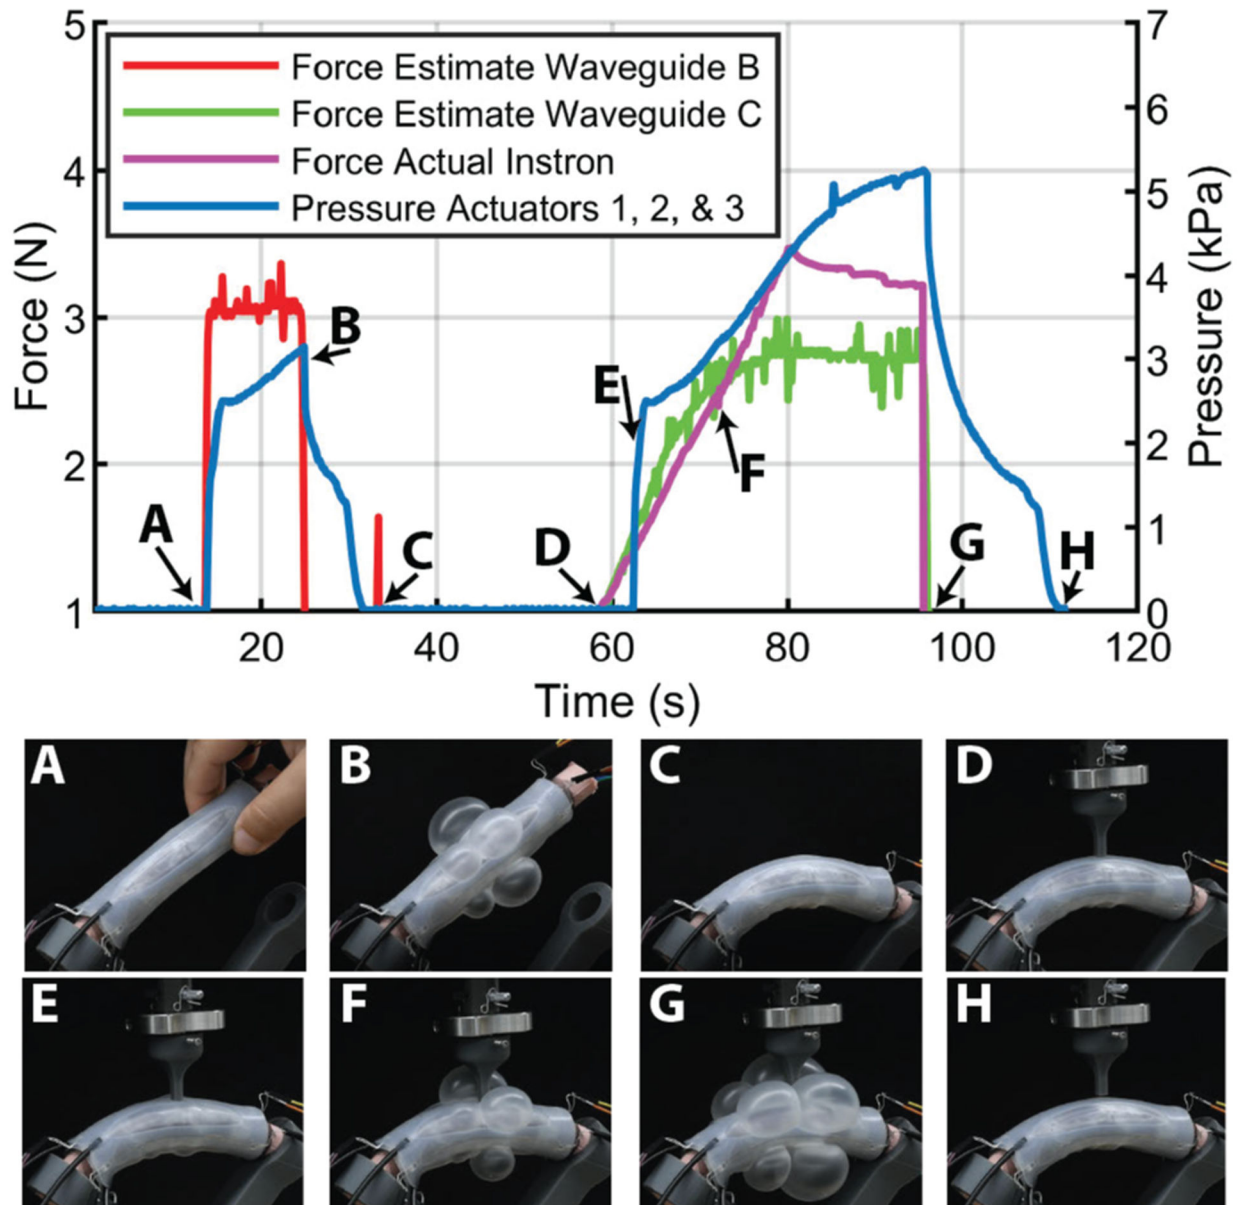 5
7
Force Estimate Waveguide B
Force Estimate Waveguide C
Force Actual Instron
Pressure Actuators 1, 2, & 3
6
4
5
Force (N)
Pressure (kPa)
4
3
B
3
E
2
F
2
A
D
C
G
H
1
1
0
20
40
60
80
100
120
Time (s)
A
B
C
D
E
F
G
H